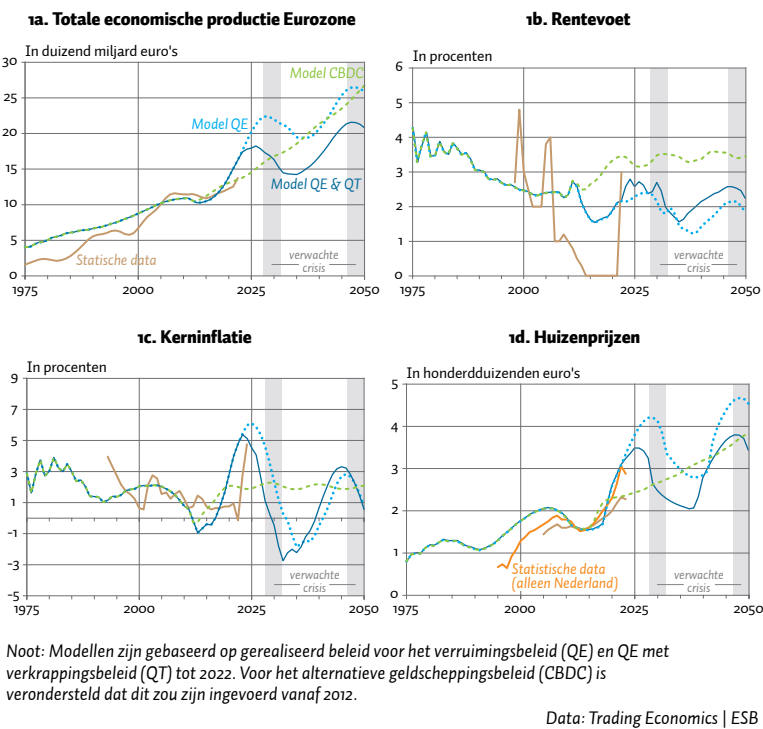 1a. Totale economische productie Eurozone
In duizend miljard euro's
30
25
20
15
10
5
0
1975
2000
2025
2050
Model CBDC
Model QE
Model QE & QT
Statische data
verwachte
crisis
1b. Rentevoet
In procenten
6
5
4
3
2
1
0
1975
2000
2025
2050
verwachte
crisis
1c. Kerninflatie
In procenten
9
7
5
3
1
-1
-3
-5
1975
2000
2025
2050
verwachte
crisis
1d. Huizenprijzen
In honderdduizenden euro's
5
4
3
2
1
0
1975
2000
2025
2050
Statistische data
(alleen Nederland)
verwachte
crisis
Noot: Modellen zijn gebaseerd op gerealiseerd beleid voor het verruimingsbeleid (QE) en QE met
verkrappingsbeleid (QT) tot 2022. Voor het alternatieve geldscheppingsbeleid (CBDC) is
verondersteld dat dit zou zijn ingevoerd vanaf 2012.
Data: Trading Economics | ESB